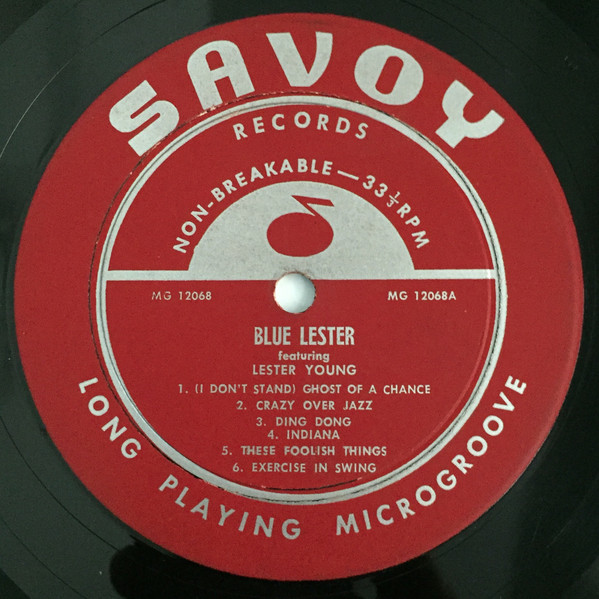 SAVOY
RECORDS
NON-BREAKABLE—33⅓RPM
MG 12068
MG 12068A
BLUE LESTER
featuring
LESTER YOUNG
1. (I DON'T STAND) GHOST OF A CHANCE
2. CRAZY OVER JAZZ
3. DING DONG
4. INDIANA
5. THESE FOOLISH THINGS
6. EXERCISE IN SWING
LONG PLAYING MICROGROOVE